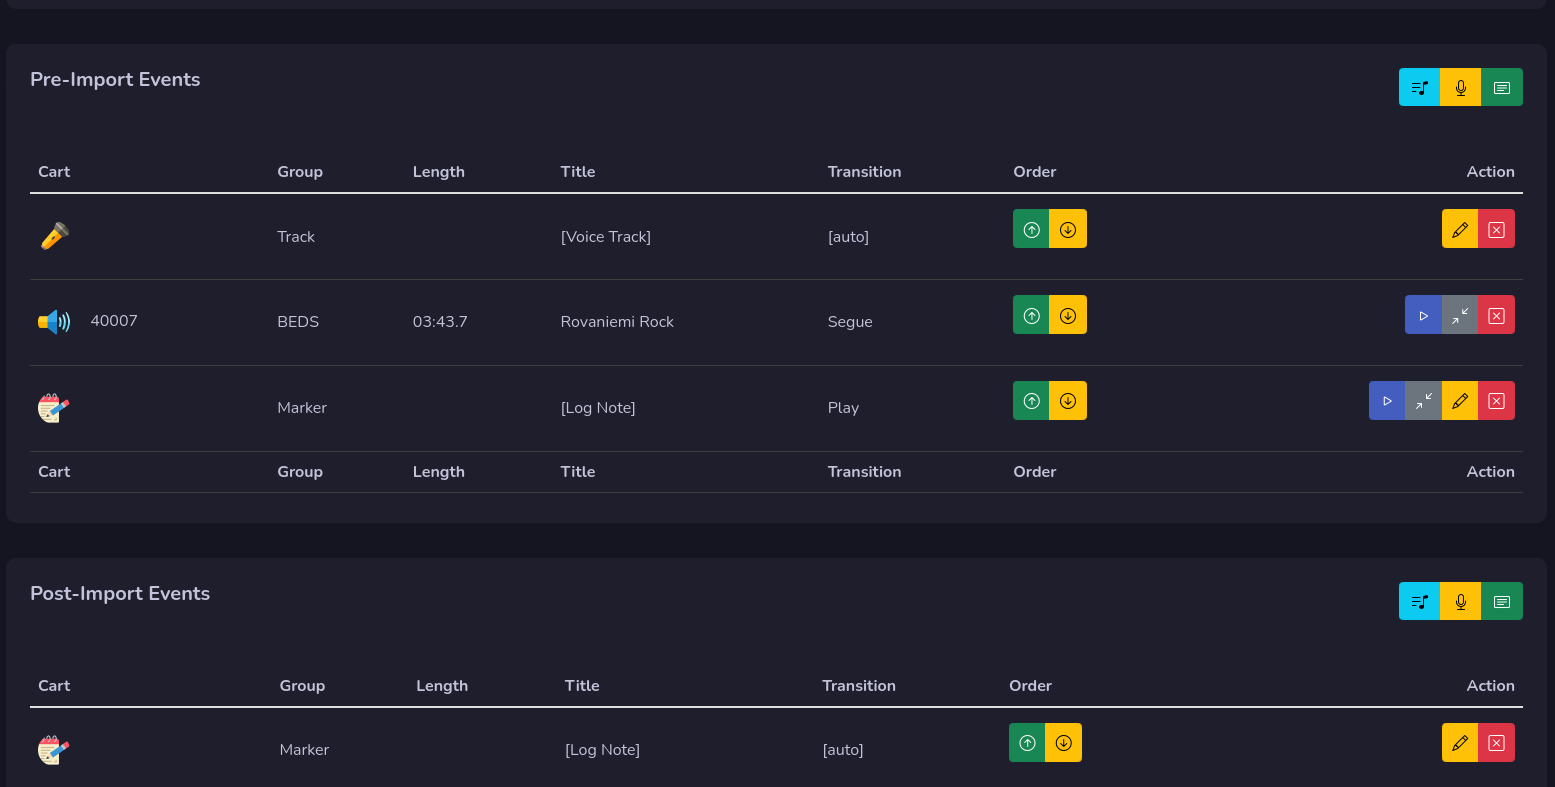 Pre-Import Events
Cart Group Length Title Transition Order Action
Track [Voice Track] [auto]
40007 BEDS 03:43.7 Rovaniemi Rock Segue
Marker [Log Note] Play
Cart Group Length Title Transition Order Action
Post-Import Events
Cart Group Length Title Transition Order Action
Marker [Log Note] [auto]